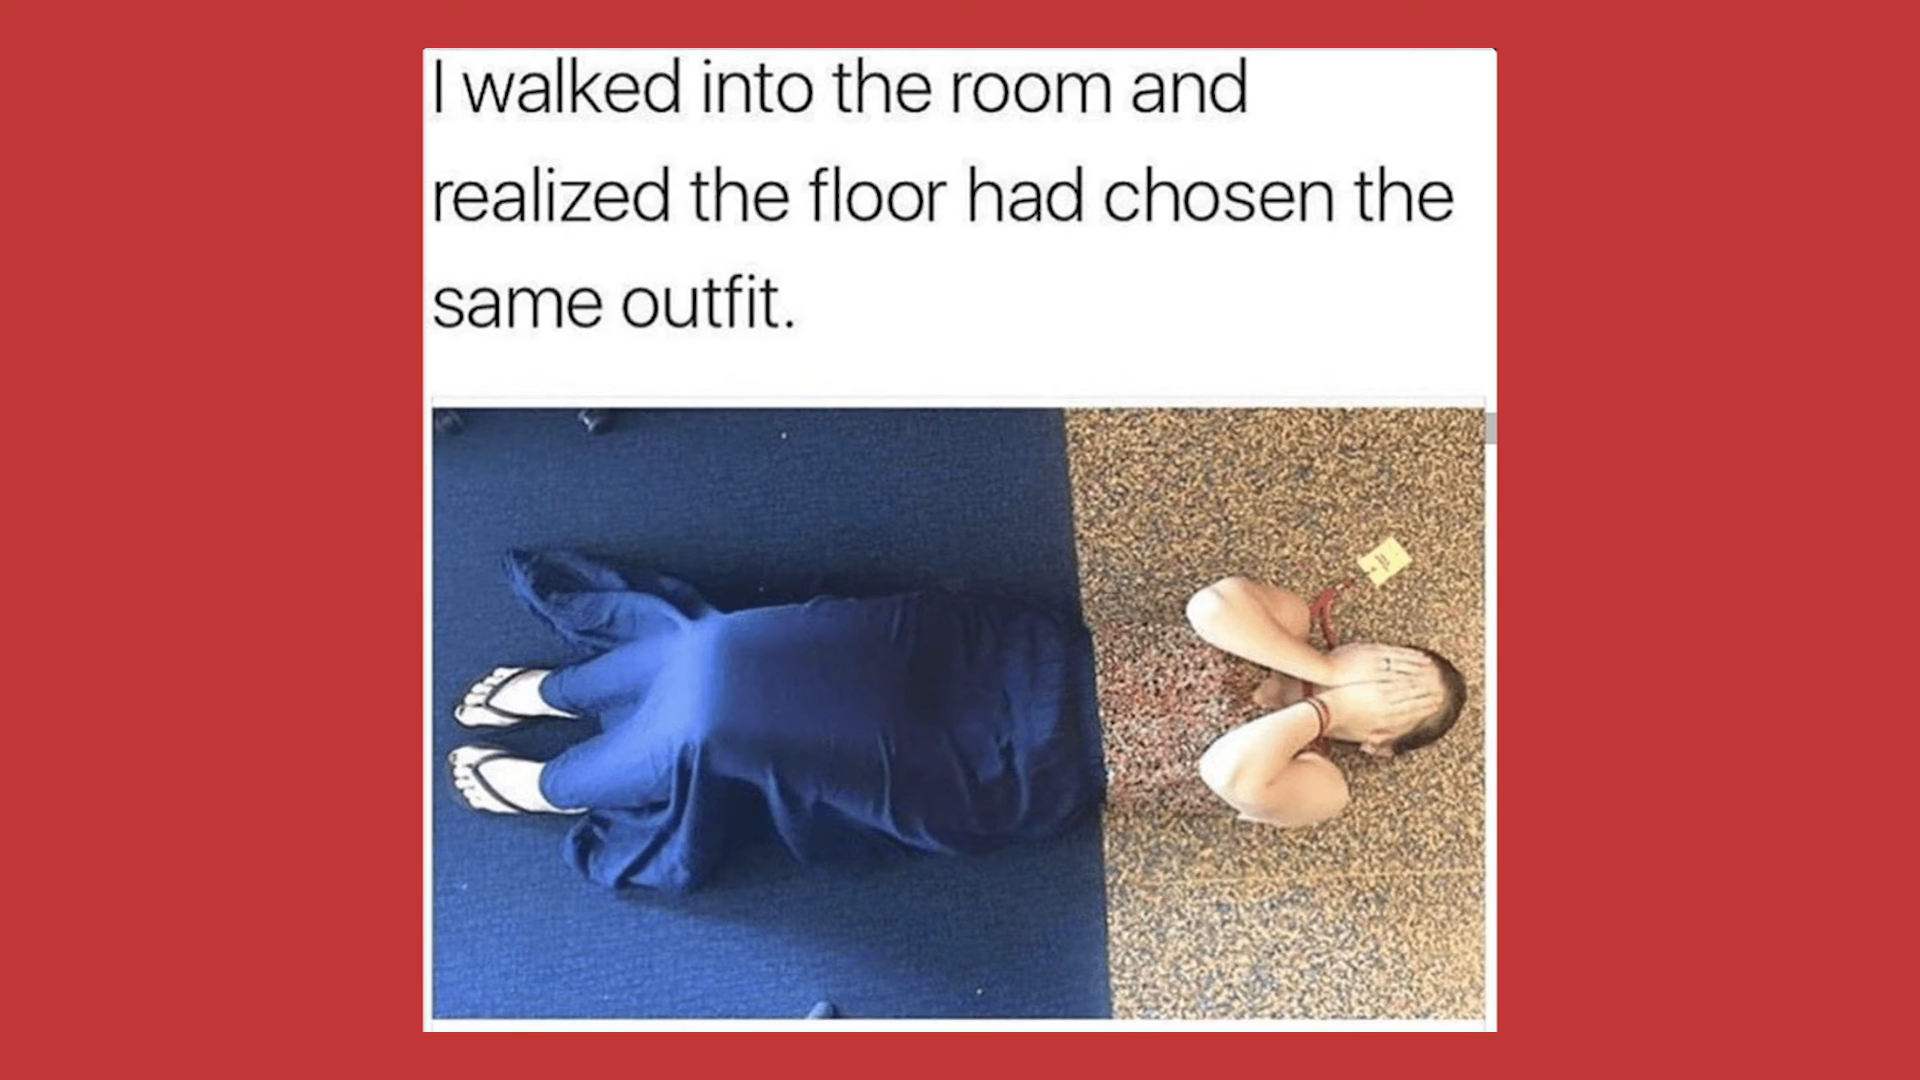 I walked into the room and
realized the floor had chosen the
same outfit.